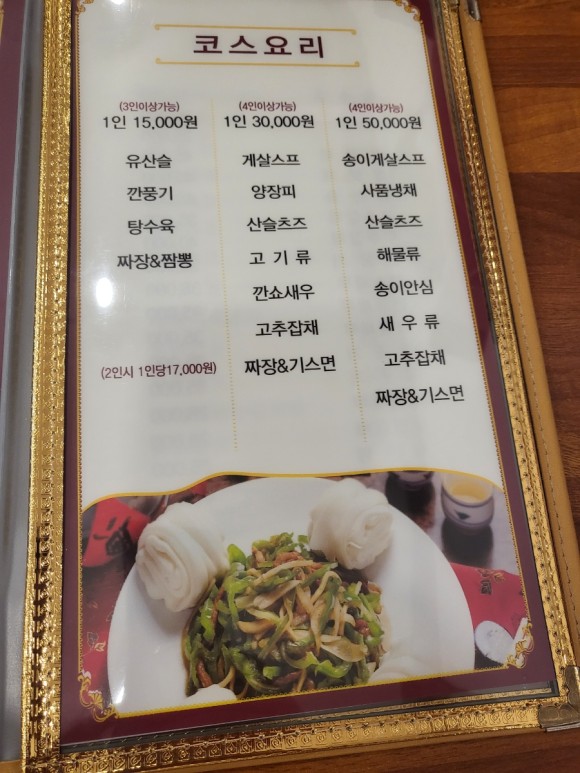 코스요리
(3인이상가능)
1인 15,000원
유산슬
깐풍기
탕수육
짜장&짬뽕
(2인시 1인당17,000원)
(4인이상가능)
1인 30,000원
게살스프
양장피
산슬츠즈
고 기 류
깐쇼새우
고추잡채
짜장&기스면
(4인이상가능)
1인 50,000원
송이게살스프
사품냉채
산슬츠즈
해물류
송이안심
새 우 류
고추잡채
짜장&기스면